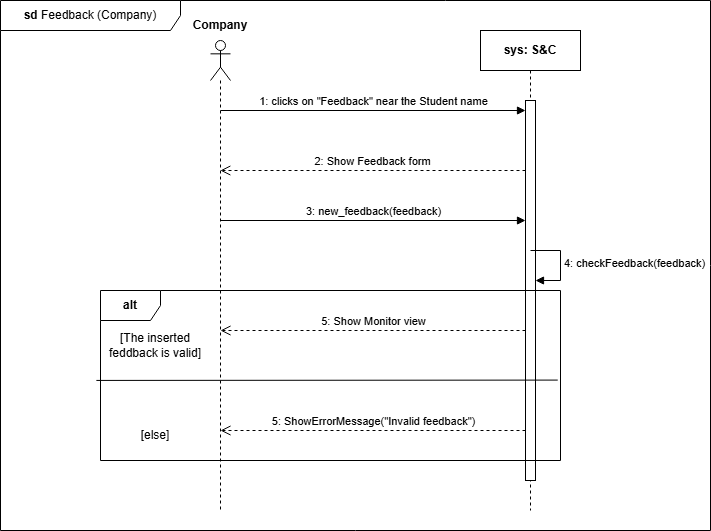 sd Feedback (Company)
Company
sys: S&C
1: clicks on "Feedback" near the Student name
2: Show Feedback form
3: new_feedback(feedback)
4: checkFeedback(feedback)
alt
5: Show Monitor view
[The inserted
feddback is valid]
5: ShowErrorMessage("Invalid feedback")
[else]